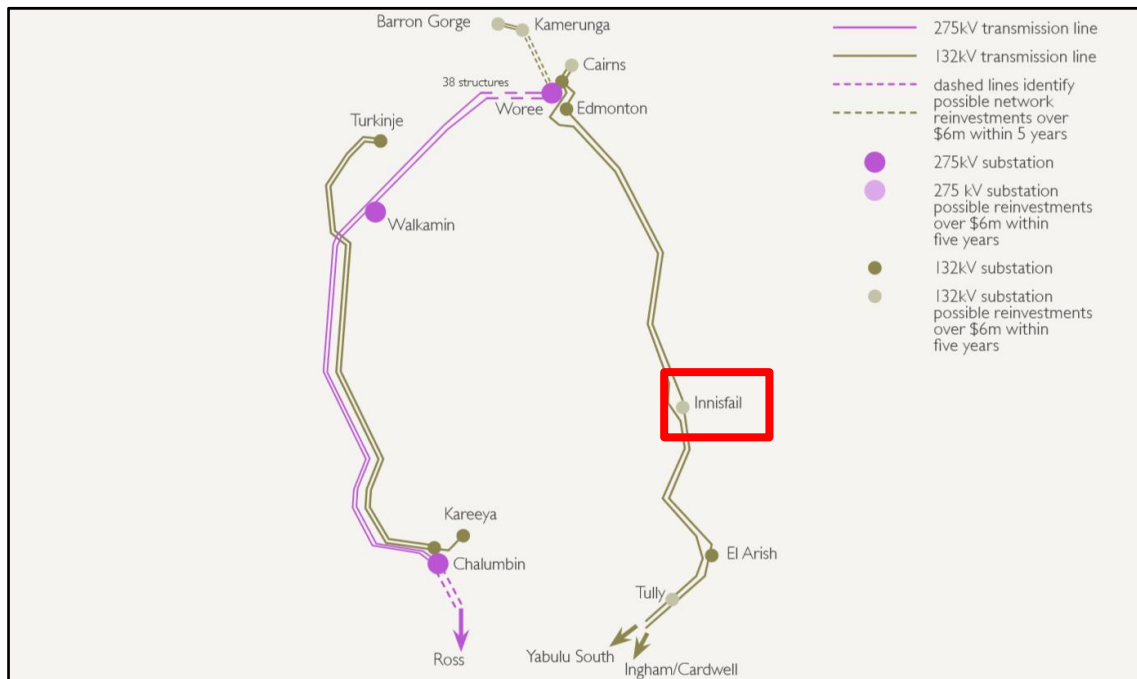 Barron Gorge
Kamerunga
Cairns
38 structures
Woree
Edmonton
Turkinje
Walkamin
Innisfail
Kareeya
Chalumbin
El Arish
Tully
Ross
Yabulu South
Ingham/Cardwell
275kV transmission line
132kV transmission line
dashed lines identify
possible network
reinvestments over
$6m within 5 years
275kV substation
275 kV substation
possible reinvestments
over $6m within
five years
132kV substation
132kV substation
possible reinvestments
over $6m within
five years